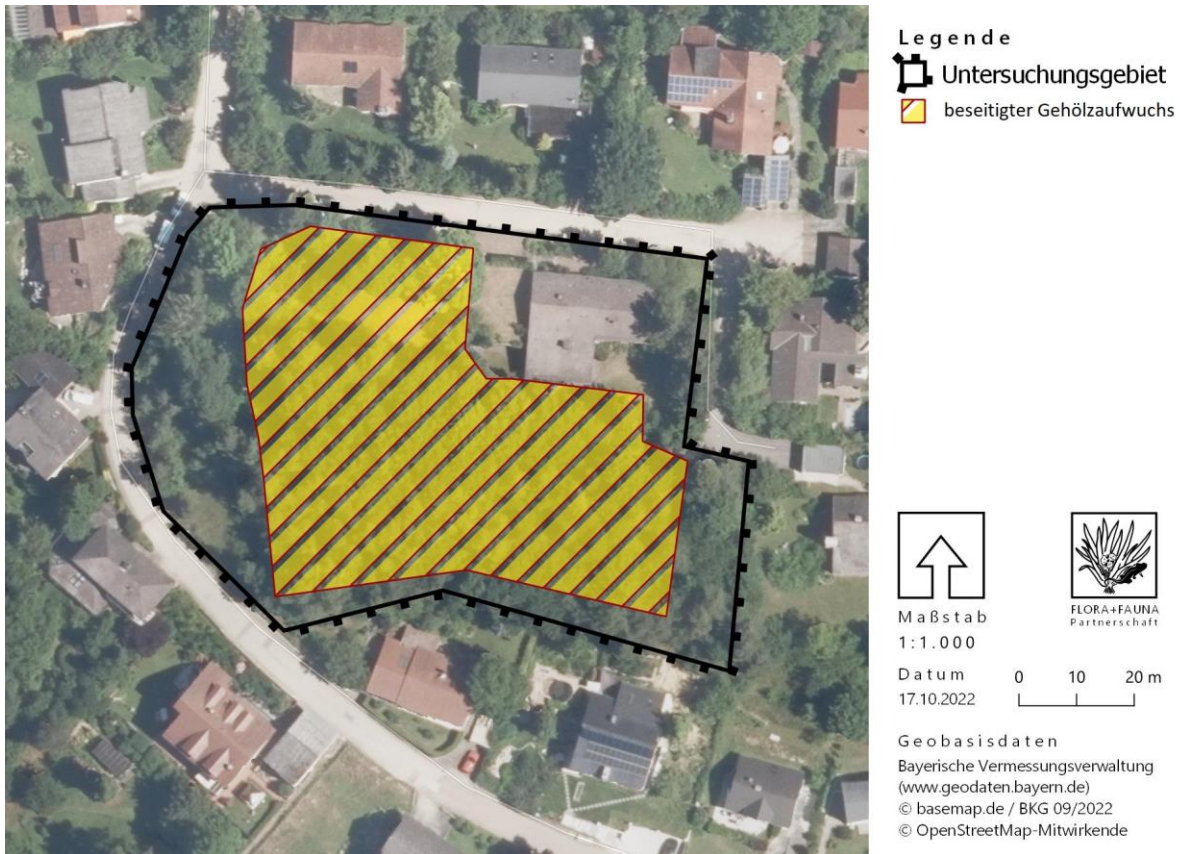 Legende
Untersuchungsgebiet
beseitigter Gehölzaufwuchs
Maßstab
1:1.000
FLORA+FAUNA
Partnerschaft
Datum
17.10.2022
0 10 20 m
Geobasisdaten
Bayerische Vermessungsverwaltung
(www.geodaten.bayern.de)
© basemap.de / BKG 09/2022
© OpenStreetMap-Mitwirkende